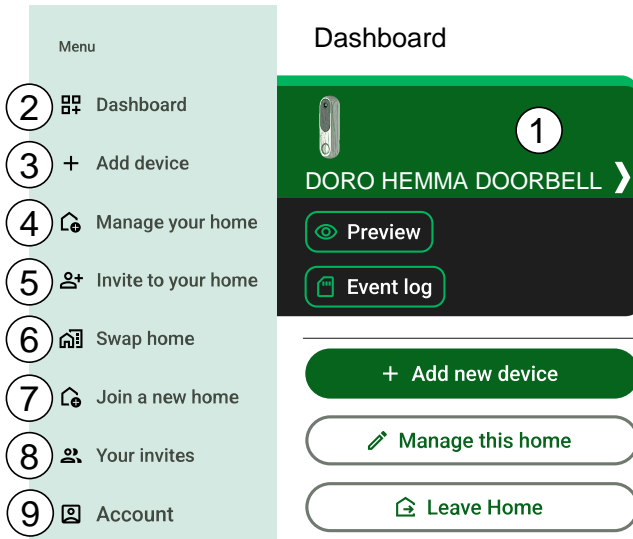 Menu
2 Dashboard
3 Add device
4 Manage your home
5 Invite to your home
6 Swap home
7 Join a new home
8 Your invites
9 Account
Dashboard
1
DORO HEMMA DOORBELL
Preview
Event log
+ Add new device
Manage this home
Leave Home